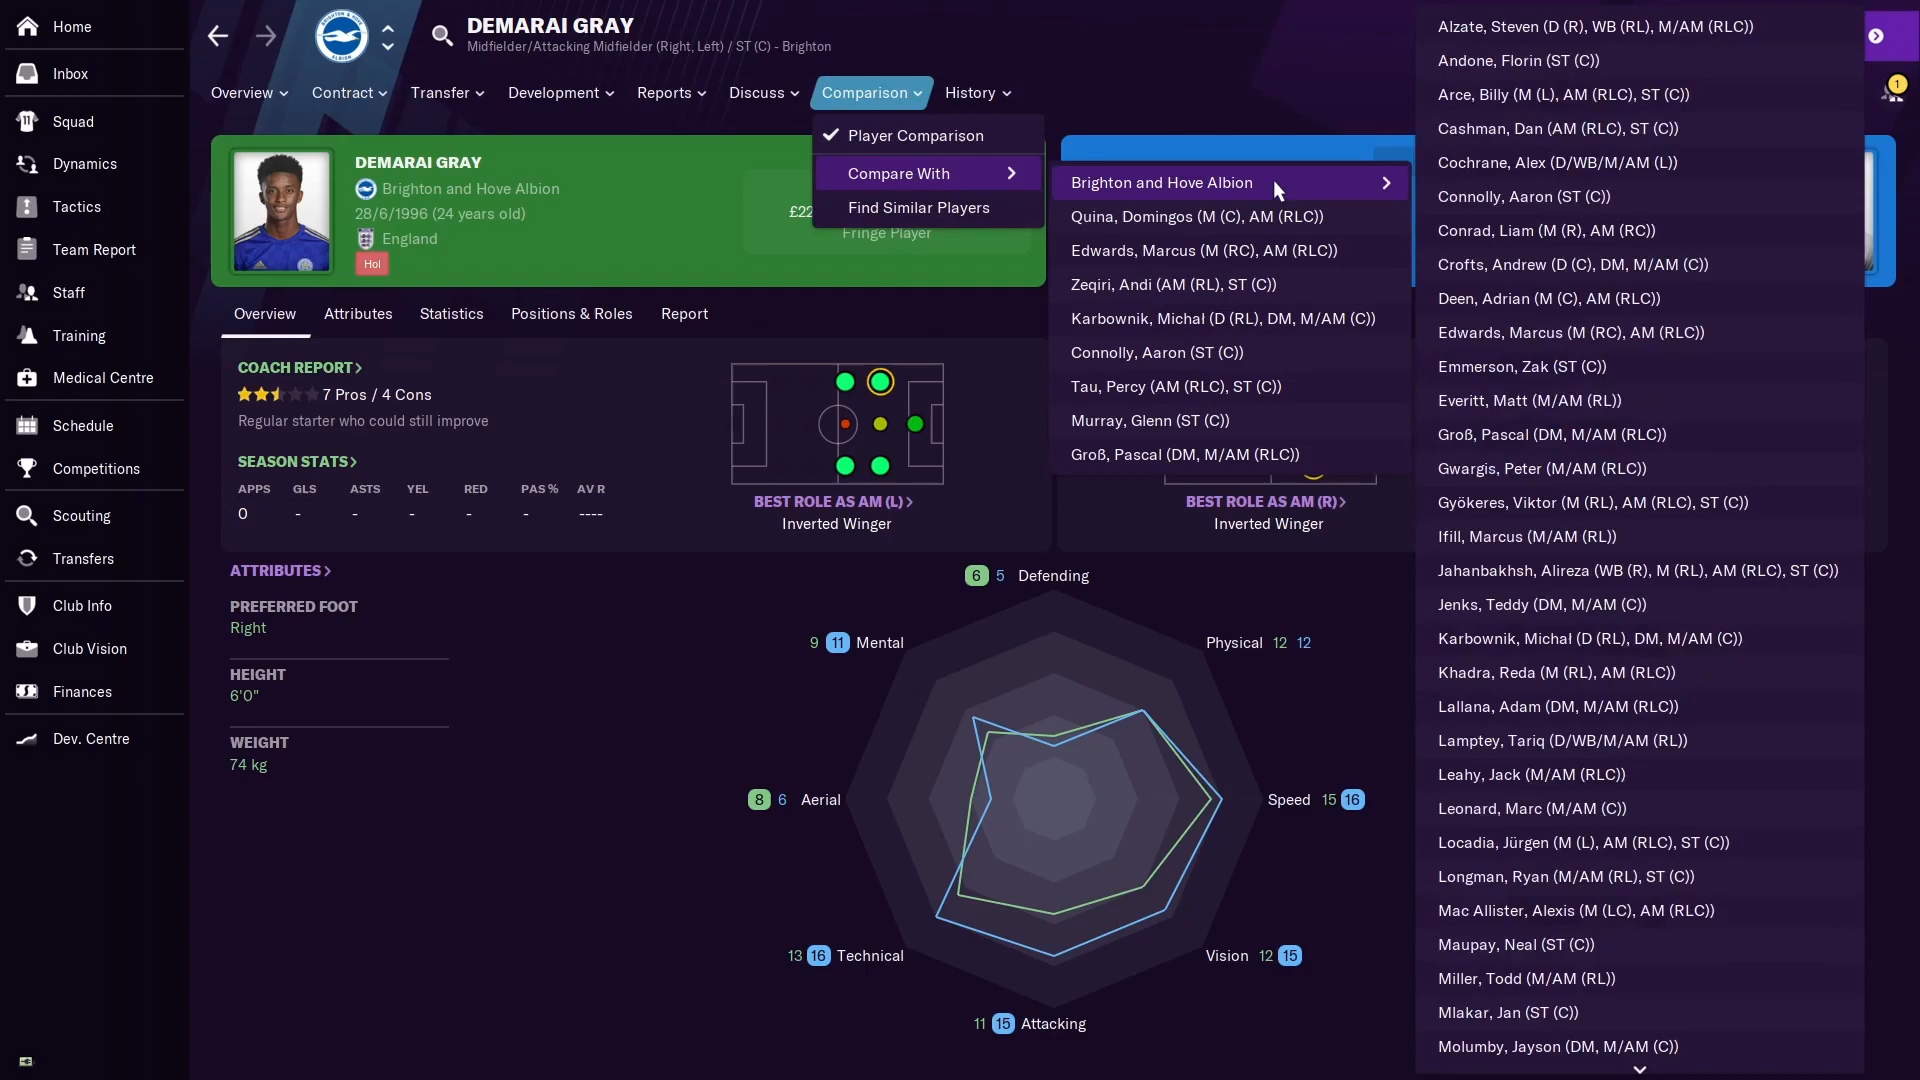 Home
Inbox
Squad
Dynamics
Tactics
Team Report
Staff
Training
Medical Centre
Schedule
Competitions
Scouting
Transfers
Club Info
Club Vision
Finances
Dev. Centre
DEMARAI GRAY
Midfielder/Attacking Midfielder (Right, Left) / ST (C) - Brighton
Overview
Contract
Transfer
Development
Reports
Discuss
Comparison
History
1
Player Comparison
Compare With
Find Similar Players
DEMARAI GRAY
Brighton and Hove Albion
28/6/1996 (24 years old)
England
Hol
£22
Fringe Player
Brighton and Hove Albion
Quina, Domingos (M (C), AM (RLC))
Edwards, Marcus (M (RC), AM (RLC))
Zeqiri, Andi (AM (RL), ST (C))
Karbownik, Michał (D (RL), DM, M/AM (C))
Connolly, Aaron (ST (C))
Tau, Percy (AM (RLC), ST (C))
Murray, Glenn (ST (C))
Groß, Pascal (DM, M/AM (RLC))
Alzate, Steven (D (R), WB (RL), M/AM (RLC))
Andone, Florin (ST (C))
Arce, Billy (M (L), AM (RLC), ST (C))
Cashman, Dan (AM (RLC), ST (C))
Cochrane, Alex (D/WB/M/AM (L))
Connolly, Aaron (ST (C))
Conrad, Liam (M (R), AM (RC))
Crofts, Andrew (D (C), DM, M/AM (C))
Deen, Adrian (M (C), AM (RLC))
Edwards, Marcus (M (RC), AM (RLC))
Emmerson, Zak (ST (C))
Everitt, Matt (M/AM (RL))
Groß, Pascal (DM, M/AM (RLC))
Gwargis, Peter (M/AM (RLC))
Gyökeres, Viktor (M (RL), AM (RLC), ST (C))
Ifill, Marcus (M/AM (RL))
Jahanbakhsh, Alireza (WB (R), M (RL), AM (RLC), ST (C))
Jenks, Teddy (DM, M/AM (C))
Karbownik, Michał (D (RL), DM, M/AM (C))
Khadra, Reda (M (RL), AM (RLC))
Lallana, Adam (DM, M/AM (RLC))
Lamptey, Tariq (D/WB/M/AM (RL))
Leahy, Jack (M/AM (RLC))
Leonard, Marc (M/AM (C))
Locadia, Jürgen (M (L), AM (RLC), ST (C))
Longman, Ryan (M/AM (RL), ST (C))
Mac Allister, Alexis (M (LC), AM (RLC))
Maupay, Neal (ST (C))
Miller, Todd (M/AM (RL))
Mlakar, Jan (ST (C))
Molumby, Jayson (DM, M/AM (C))
Overview
Attributes
Statistics
Positions & Roles
Report
COACH REPORT
7 Pros / 4 Cons
Regular starter who could still improve
SEASON STATS
APPS GLS ASTS YEL RED PAS % AV R
0 - - - - - ----
BEST ROLE AS AM (L)
Inverted Winger
BEST ROLE AS AM (R)
Inverted Winger
ATTRIBUTES
PREFERRED FOOT
Right
HEIGHT
6'0"
WEIGHT
74 kg
6 5 Defending
9 11 Mental
Physical 12 12
8 6 Aerial
Speed 15 16
13 16 Technical
Vision 12 15
11 15 Attacking